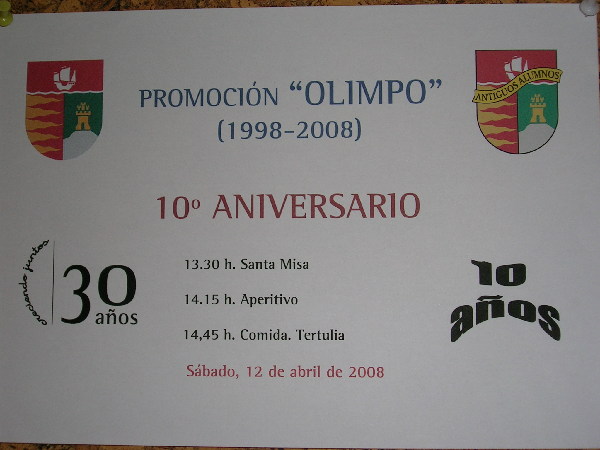 PROMOCIÓN “OLIMPO”
(1998-2008)
ANTIGUOS ALUMNOS
10º ANIVERSARIO
creciendo juntos
30
años
13.30 h. Santa Misa
14.15 h. Aperitivo
14,45 h. Comida. Tertulia
10
años
Sábado, 12 de abril de 2008